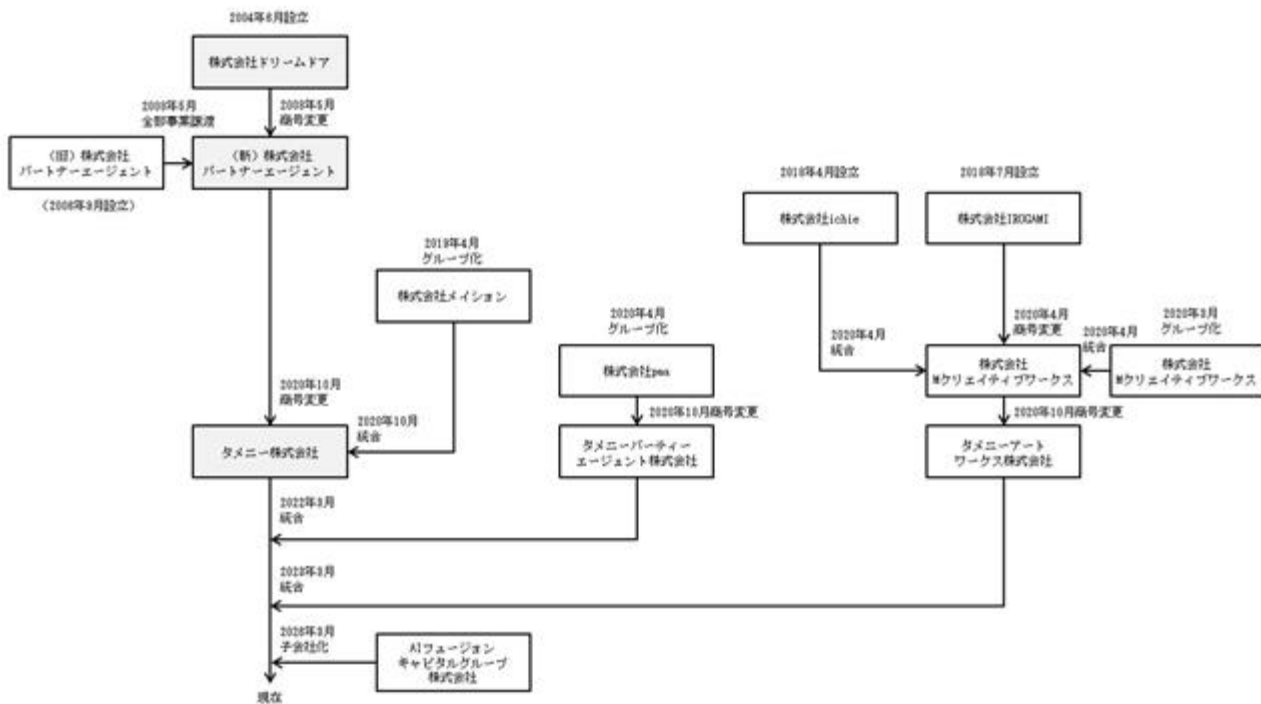 2004年6月設立
株式会社ドリームドア
2008年5月
全部事業譲渡
2008年5月
商号変更
(旧)株式会社
パートナーエージェント
(新)株式会社
パートナーエージェント
(2006年9月設立)
2018年4月設立
2018年7月設立
株式会社ichie
株式会社IROGAMI
2019年4月
グループ化
株式会社メイション
2020年4月
グループ化
2020年4月
統合
2020年4月
商号変更
2020年4月
統合
2020年3月
グループ化
株式会社pma
株式会社
Mクリエイティブワークス
株式会社
Mクリエイティブワークス
2020年10月
商号変更
2020年10月
統合
2020年10月商号変更
2020年10月商号変更
タメニー株式会社
タメニーパーティー
エージェント株式会社
タメニーアート
ワークス株式会社
2022年3月
統合
2023年3月
統合
2026年3月
子会社化
AIフュージョン
キャピタルグループ
株式会社
現在